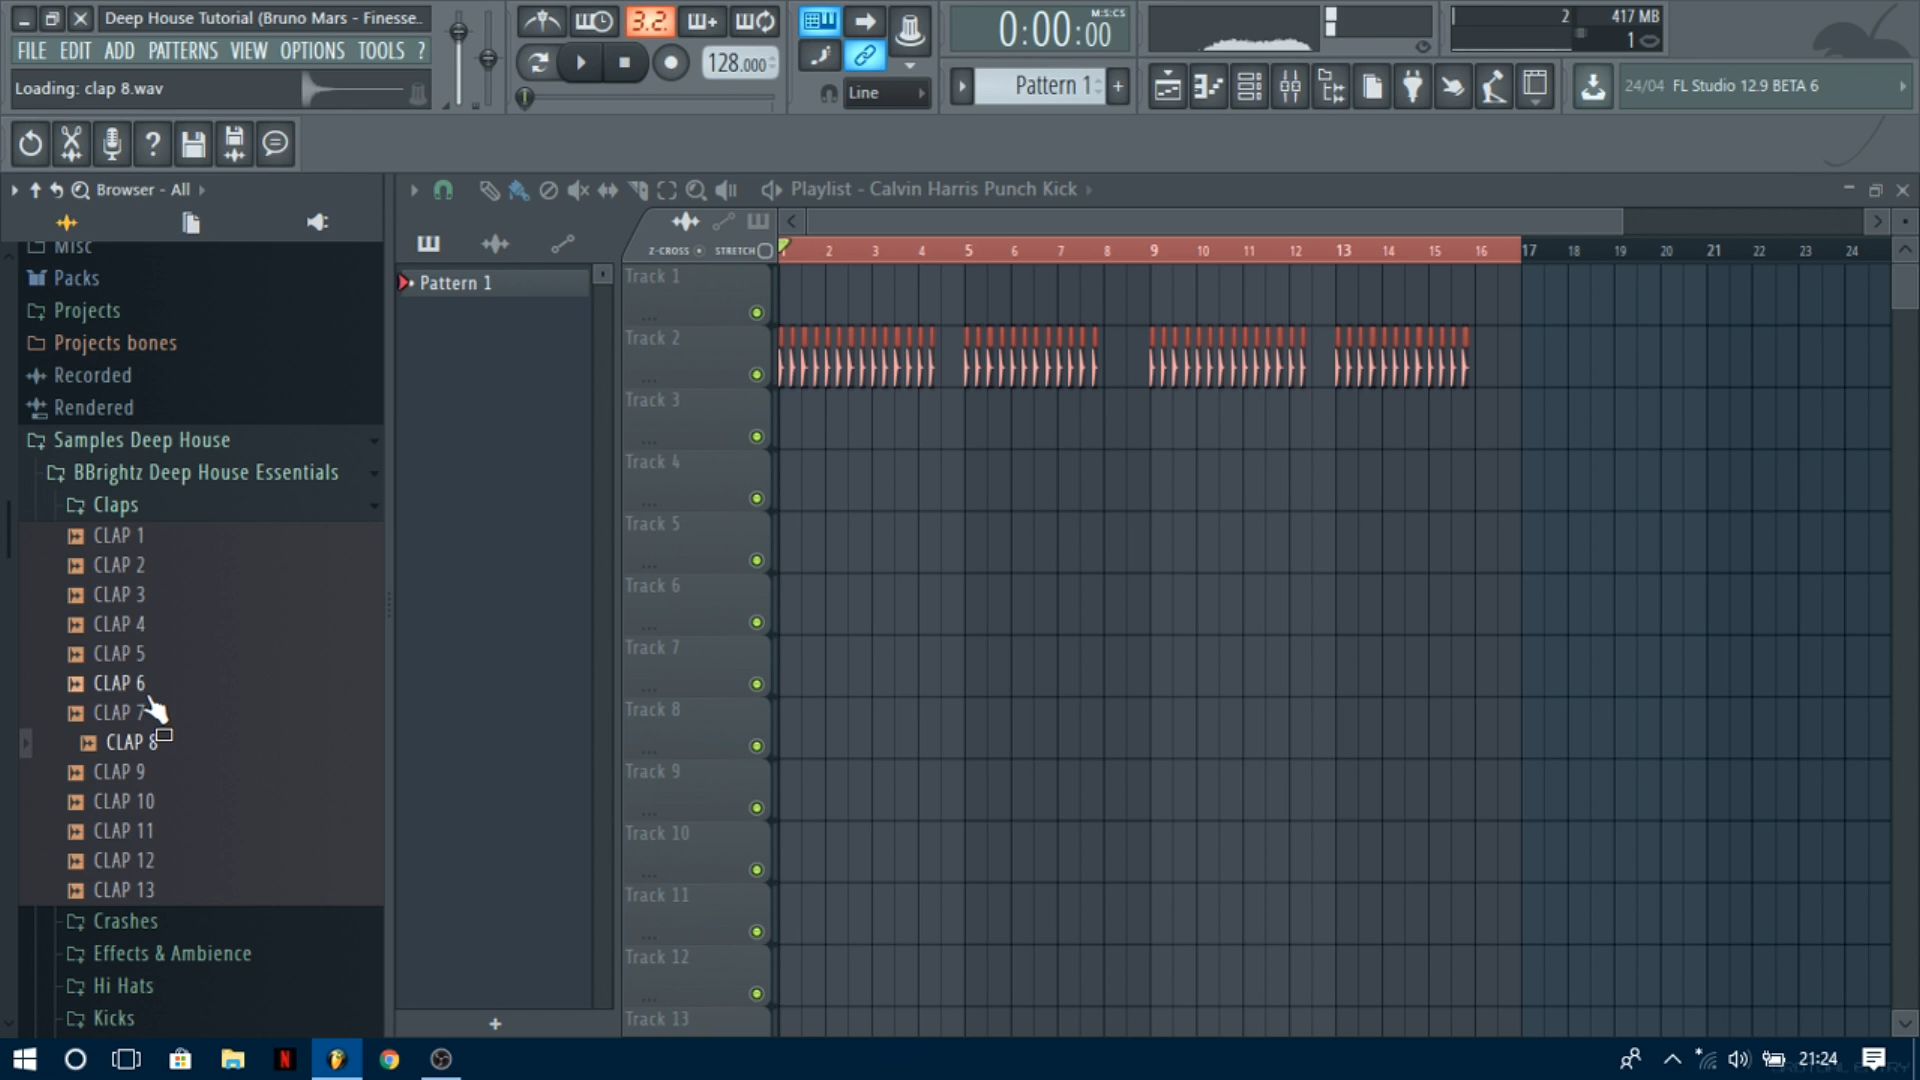 Deep House Tutorial (Bruno Mars - Finesse..
FILE EDIT ADD PATTERNS VIEW OPTIONS TOOLS ?
Loading: clap 8.wav
3.2.
128.000
Line
0:00:00
M:S:CS
Pattern 1
+
2
417 MB
1
24/04 FL Studio 12.9 BETA 6
Browser - All
Playlist - Calvin Harris Punch Kick
Z-CROSS STRETCH
1 2 3 4 5 6 7 8 9 10 11 12 13 14 15 16 17 18 19 20 21 22 23 24
Misc
Packs
Projects
Projects bones
Recorded
Rendered
Samples Deep House
BBrightz Deep House Essentials
Claps
CLAP 1
CLAP 2
CLAP 3
CLAP 4
CLAP 5
CLAP 6
CLAP 7
CLAP 8
CLAP 9
CLAP 10
CLAP 11
CLAP 12
CLAP 13
Crashes
Effects & Ambience
Hi Hats
Kicks
Pattern 1
+
Track 1
Track 2
Track 3
Track 4
Track 5
Track 6
Track 7
Track 8
Track 9
Track 10
Track 11
Track 12
Track 13
21:24